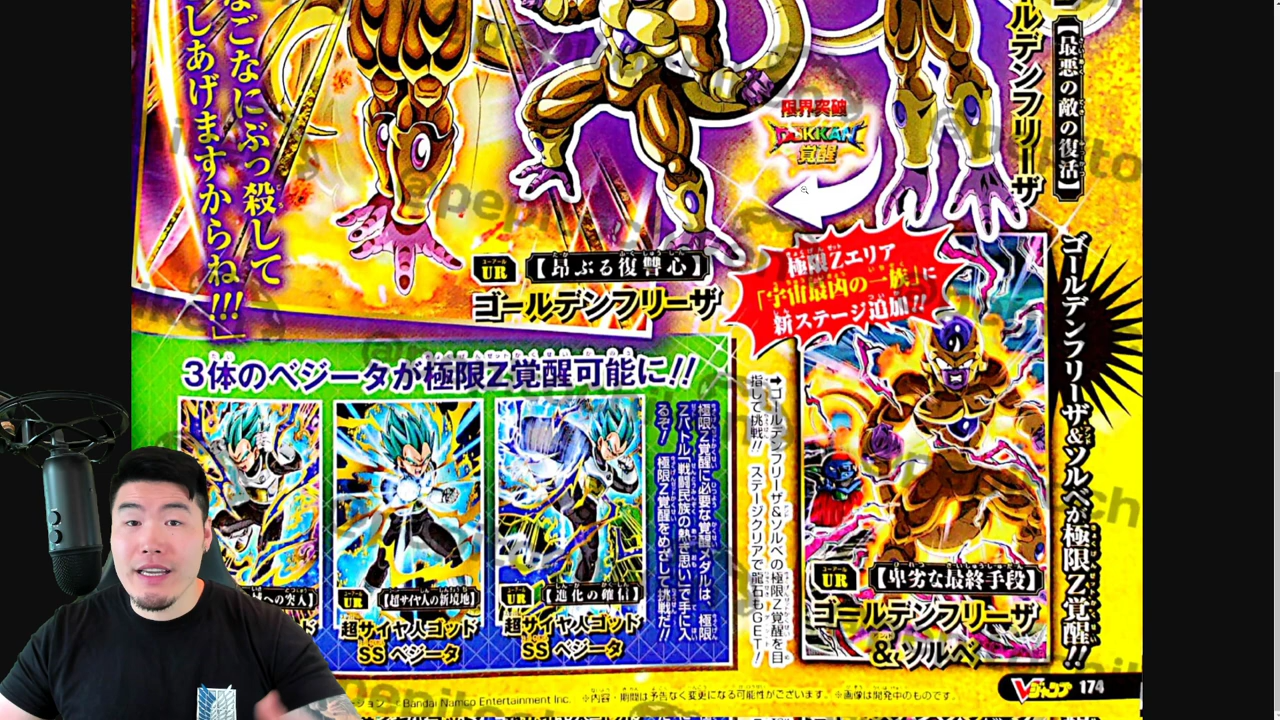 なごなにぶっ殺して
しあげますからね!!!」
限界突破
DOKKAN
覚醒
ルデンフリーザ
【最悪の敵の復活】
UR
【昂ぶる復讐心】
ゴールデンフリーザ
極限Zエリア
「宇宙最凶の一族」に
新ステージ追加!!
ゴールデンフリーザ&ソルベが極限Z覚醒!!
➡ゴールデンフリーザ&ソルベの極限Z覚醒を目
指して挑戦!! ステージクリアで龍石もGET!
UR
【卑劣な最終手段】
ゴールデンフリーザ
&ソルベ
3体のベジータが極限Z覚醒可能に!!
極限Z覚醒に必要な覚醒メダルは、極限
Zバトル「戦闘民族の熱き思い」で手に入
るぞ! 極限Z覚醒をめざして挑戦だ!!
への突入】
UR
【超サイヤ人の新境地】
超サイヤ人ゴッド
SS ベジータ
UR
【進化の確信】
超サイヤ人ゴッド
SS ベジータ
Bandai Namco Entertainment Inc. ※内容・期間は予告なく変更になる可能性がございます。※画像は開発中のものです。
Vジャンプ 174